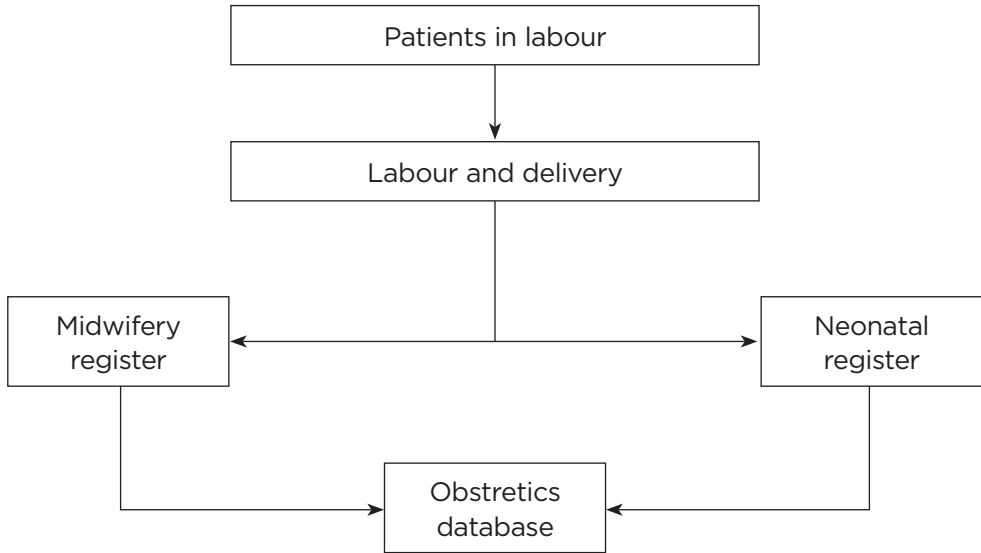 Patients in labour
Labour and delivery
Midwifery
register
Neonatal
register
Obstretics
database